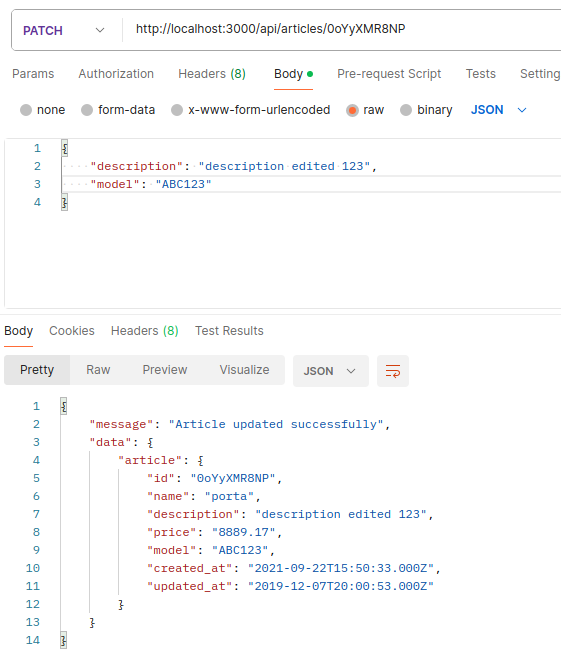 PATCH http://localhost:3000/api/articles/0oYyXMR8NP
Params Authorization Headers (8) Body Pre-request Script Tests Setting
none form-data x-www-form-urlencoded raw binary JSON
1 {
2 "description": "description edited 123",
3 "model": "ABC123"
4 }
Body Cookies Headers (8) Test Results
Pretty Raw Preview Visualize JSON
1 {
2 "message": "Article updated successfully",
3 "data": {
4 "article": {
5 "id": "0oYyXMR8NP",
6 "name": "porta",
7 "description": "description edited 123",
8 "price": "8889.17",
9 "model": "ABC123",
10 "created_at": "2021-09-22T15:50:33.000Z",
11 "updated_at": "2019-12-07T20:00:53.000Z"
12 }
13 }
14 }